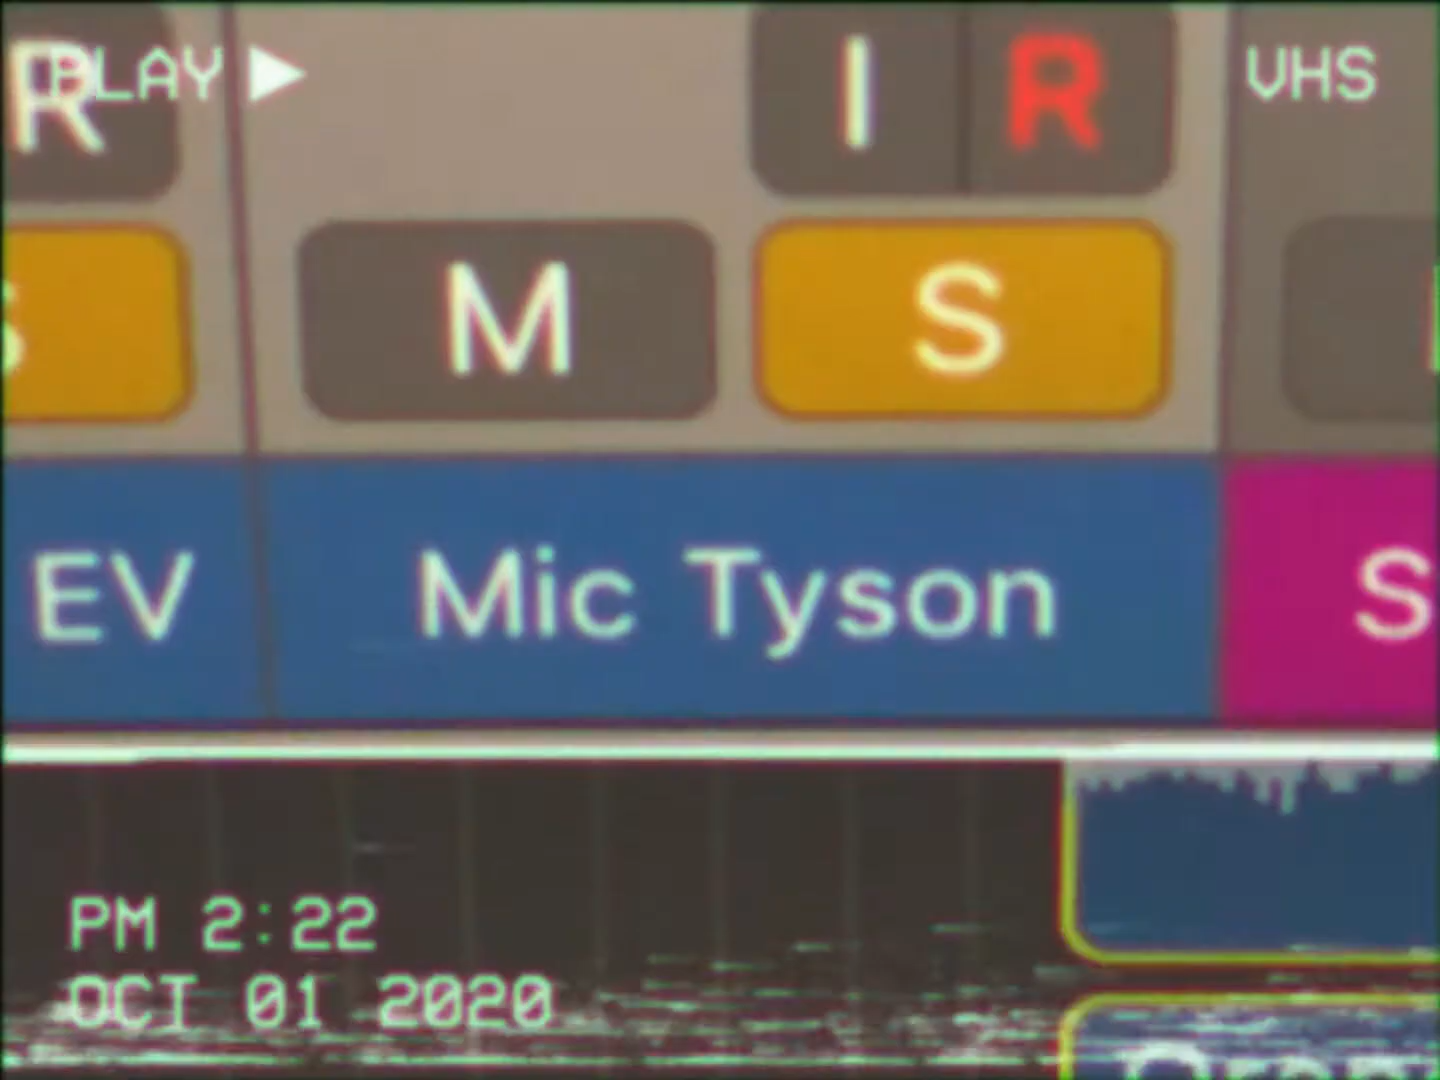 PLAY VHS
R I R
S M S
EV Mic Tyson S
PM 2:22
OCT 01 2020